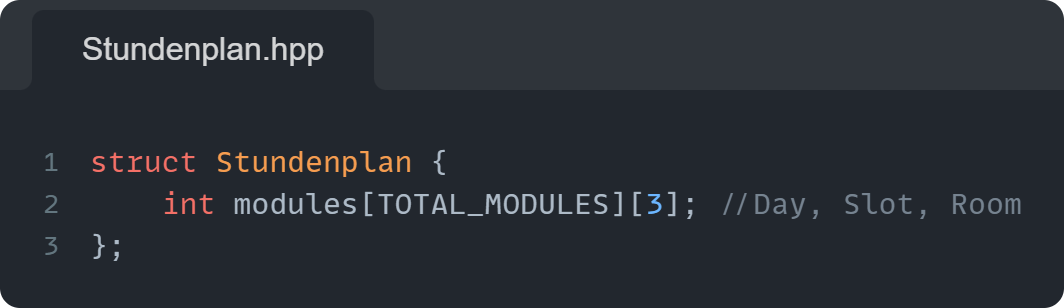 Stundenplan.hpp
1 struct Stundenplan {
2 int modules[TOTAL_MODULES][3]; //Day, Slot, Room
3 };